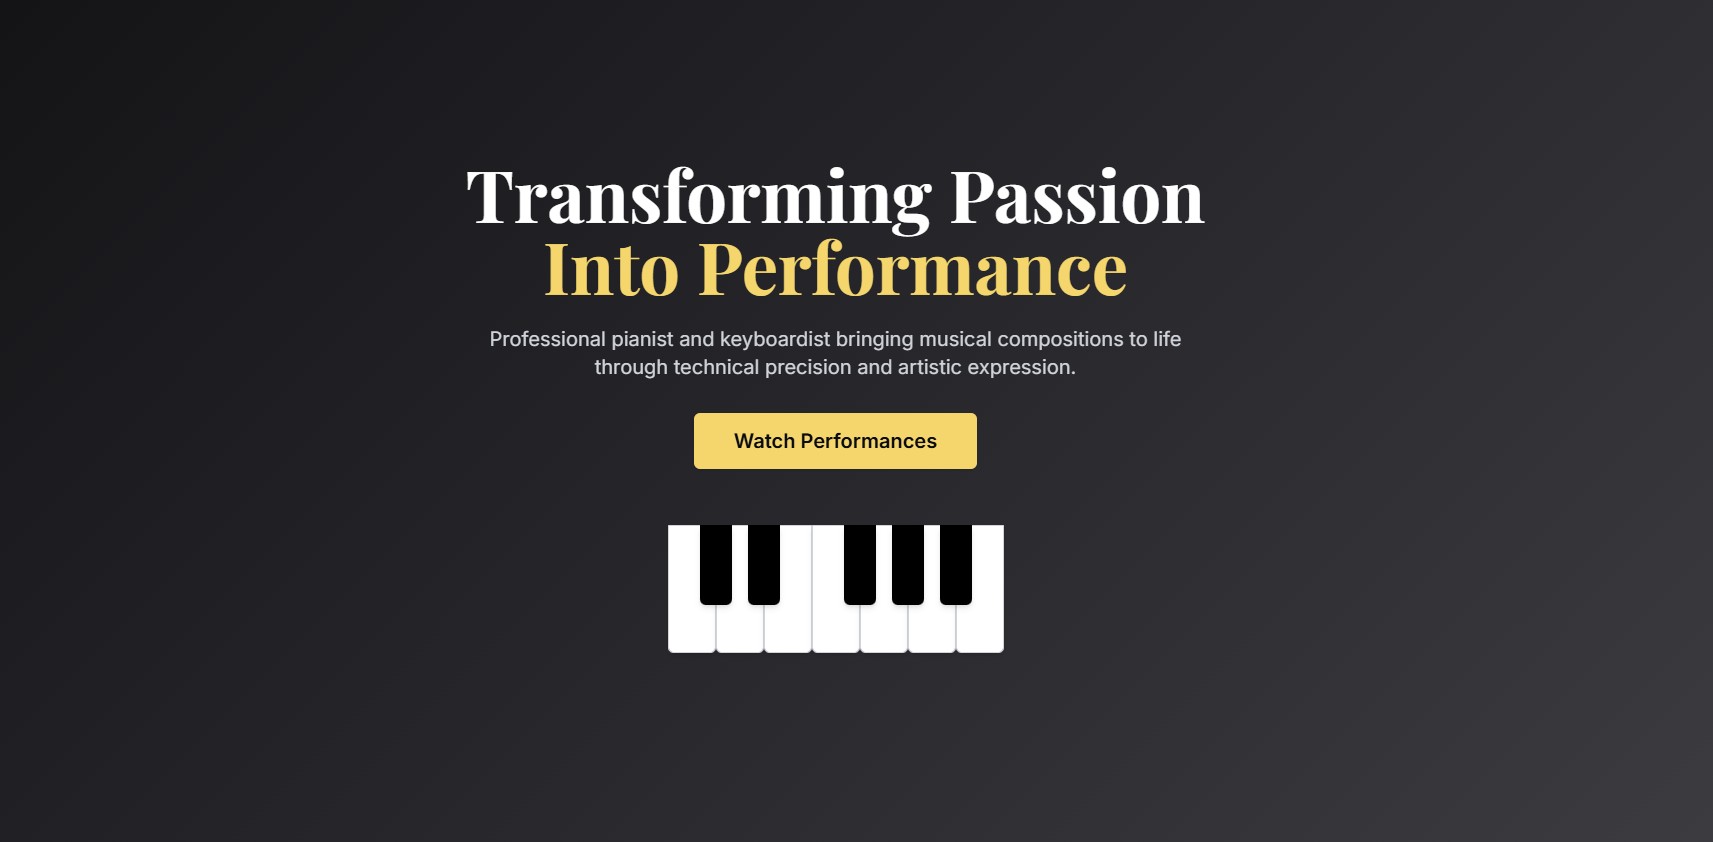 Transforming Passion
Into Performance
Professional pianist and keyboardist bringing musical compositions to life
through technical precision and artistic expression.
Watch Performances